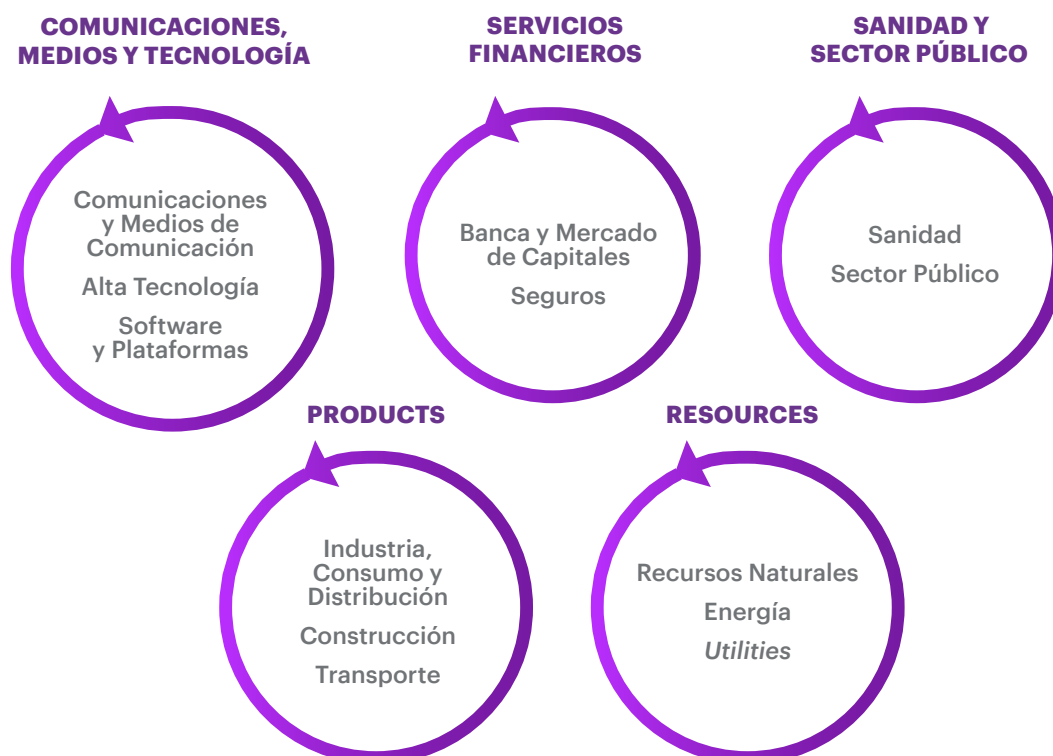 COMUNICACIONES,
MEDIOS Y TECNOLOGÍA
Comunicaciones
y Medios de
Comunicación
Alta Tecnología
Software
y Plataformas
SERVICIOS
FINANCIEROS
Banca y Mercado
de Capitales
Seguros
SANIDAD Y
SECTOR PÚBLICO
Sanidad
Sector Público
PRODUCTS
Industria,
Consumo y
Distribución
Construcción
Transporte
RESOURCES
Recursos Naturales
Energía
Utilities